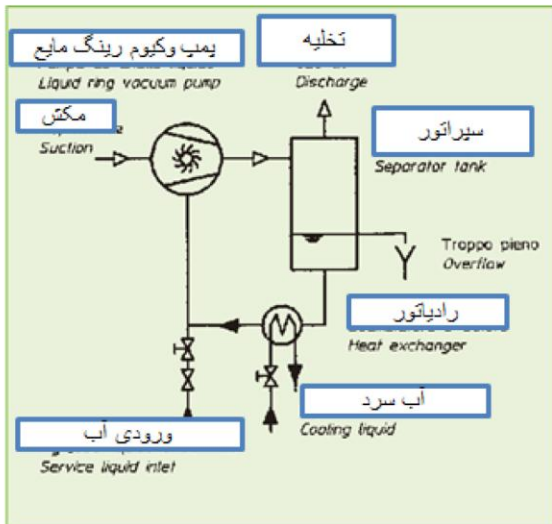 پمپ وکیوم رینگ مایع
Liquid ring vacuum pump
تخلیه
Discharge
مکش
Suction
سپراتور
Separator tank
Troppo pieno
Overflow
رادیاتور
Heat exchanger
آب سرد
Cooling liquid
ورودی آب
Service liquid inlet